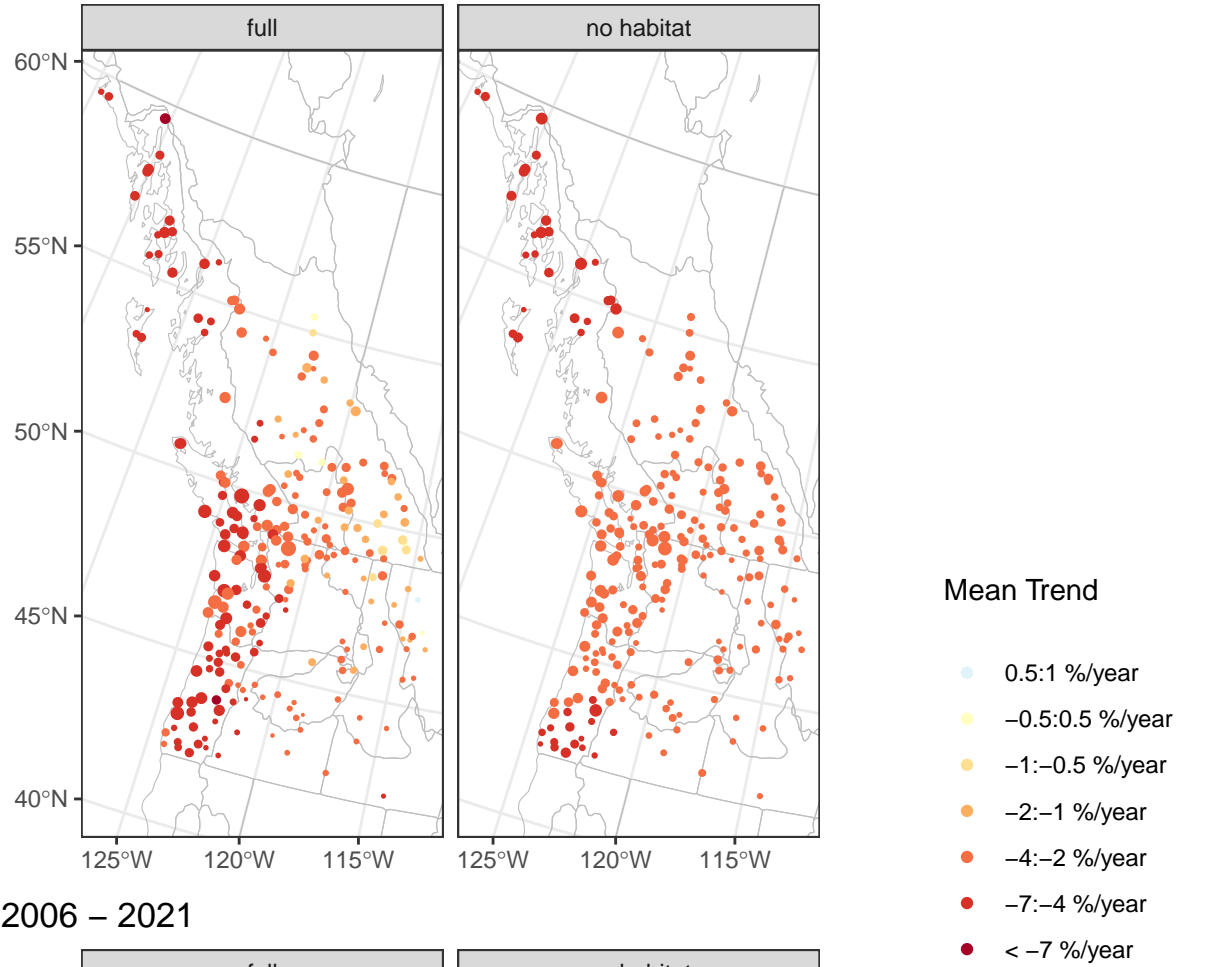 full
no habitat
60°N
55°N
50°N
45°N
40°N
125°W
120°W
115°W
125°W
120°W
115°W
Mean Trend
0.5:1 %/year
−0.5:0.5 %/year
−1:−0.5 %/year
−2:−1 %/year
−4:−2 %/year
−7:−4 %/year
< −7 %/year
2006 − 2021